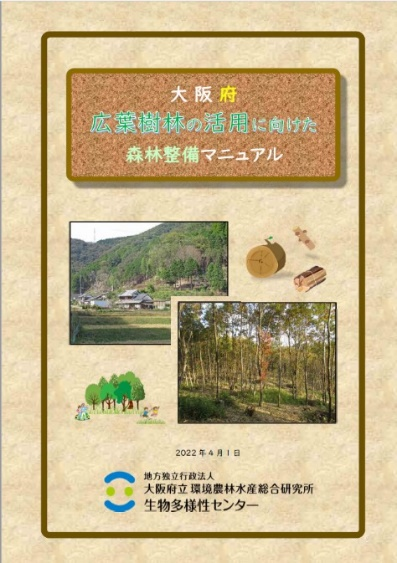 大阪府
広葉樹林の活用に向けた
森林整備マニュアル
2022年4月1日
地方独立行政法人
大阪府立環境農林水産総合研究所
生物多様性センター